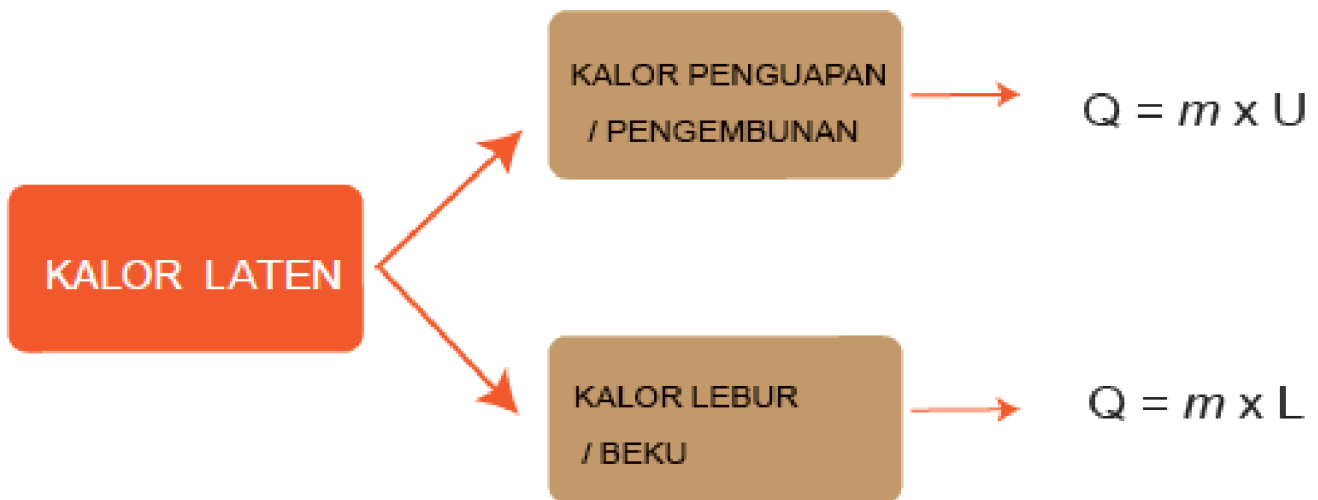 KALOR LATEN
KALOR PENGUAPAN
/ PENGEMBUNAN
Q = m x U
KALOR LEBUR
/ BEKU
Q = m x L